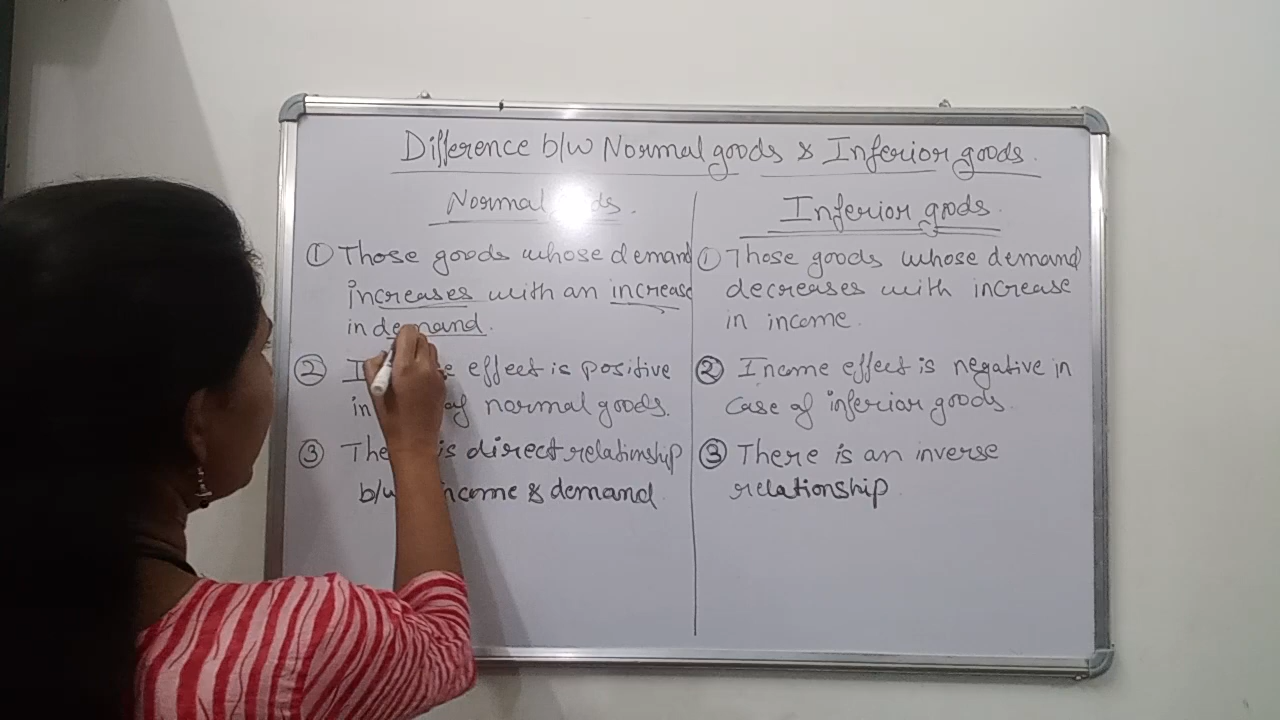 Difference b/w Normal goods & Inferior goods.
Normal
① Those goods whose demand
increases with an increase
in demand.
② effect is positive
in of normal goods.
③ is direct relationship
b/w & demand
Inferior goods.
① Those goods whose demand
decreases with increase
in income.
② Income effect is negative in
case of inferior goods
③ There is an inverse
relationship